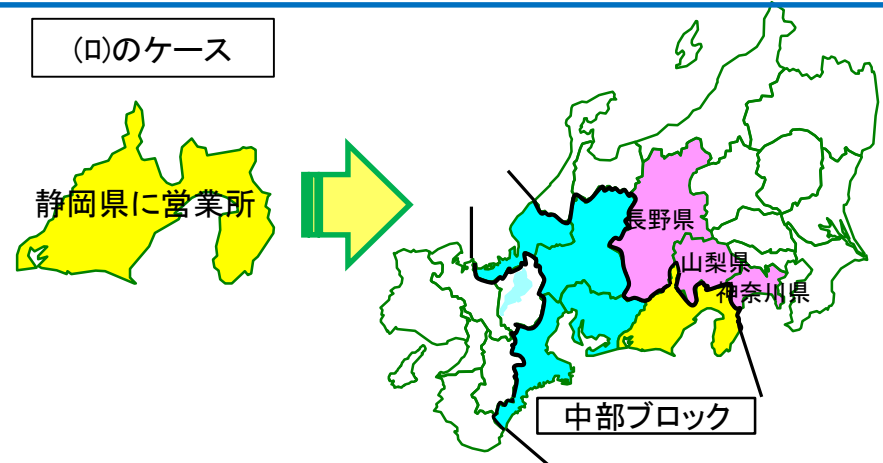 (ロ)のケース
静岡県に営業所
長野県
山梨県
神奈川県
中部ブロック